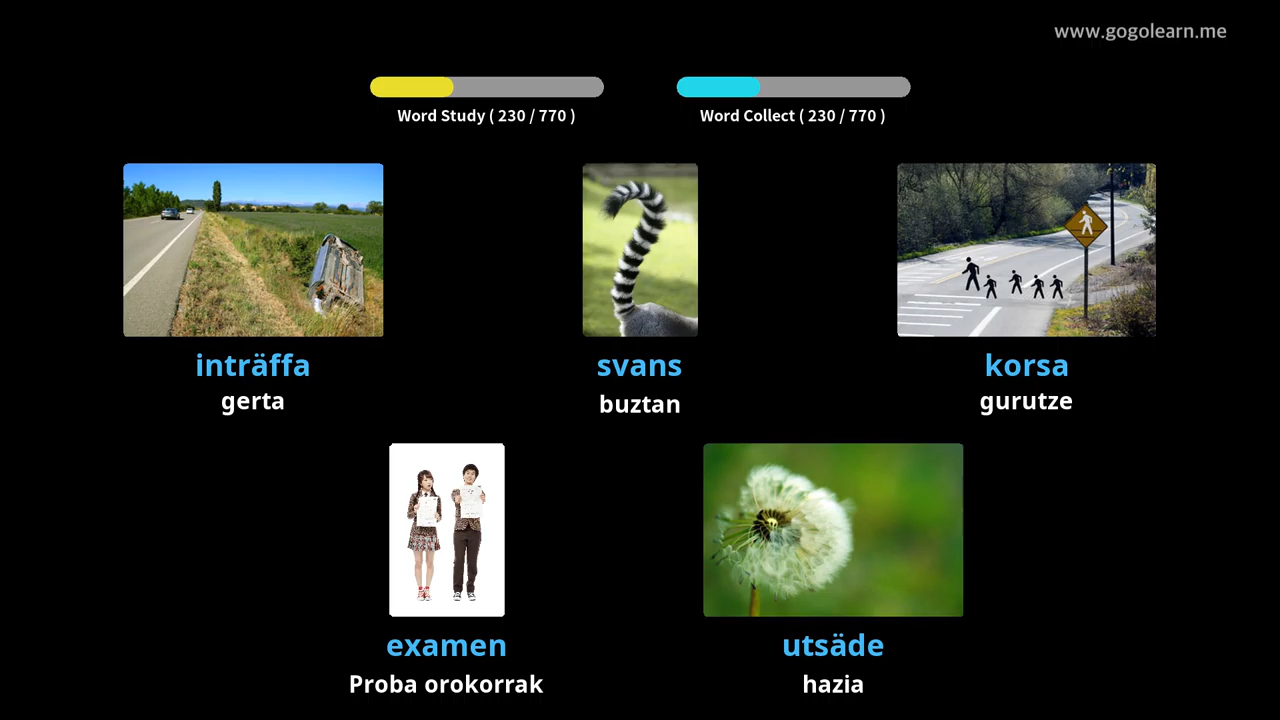 www.gogolearn.me
Word Study ( 230 / 770 )
Word Collect ( 230 / 770 )
inträffa
gerta
svans
buztan
korsa
gurutze
examen
Proba orokorrak
utsäde
hazia